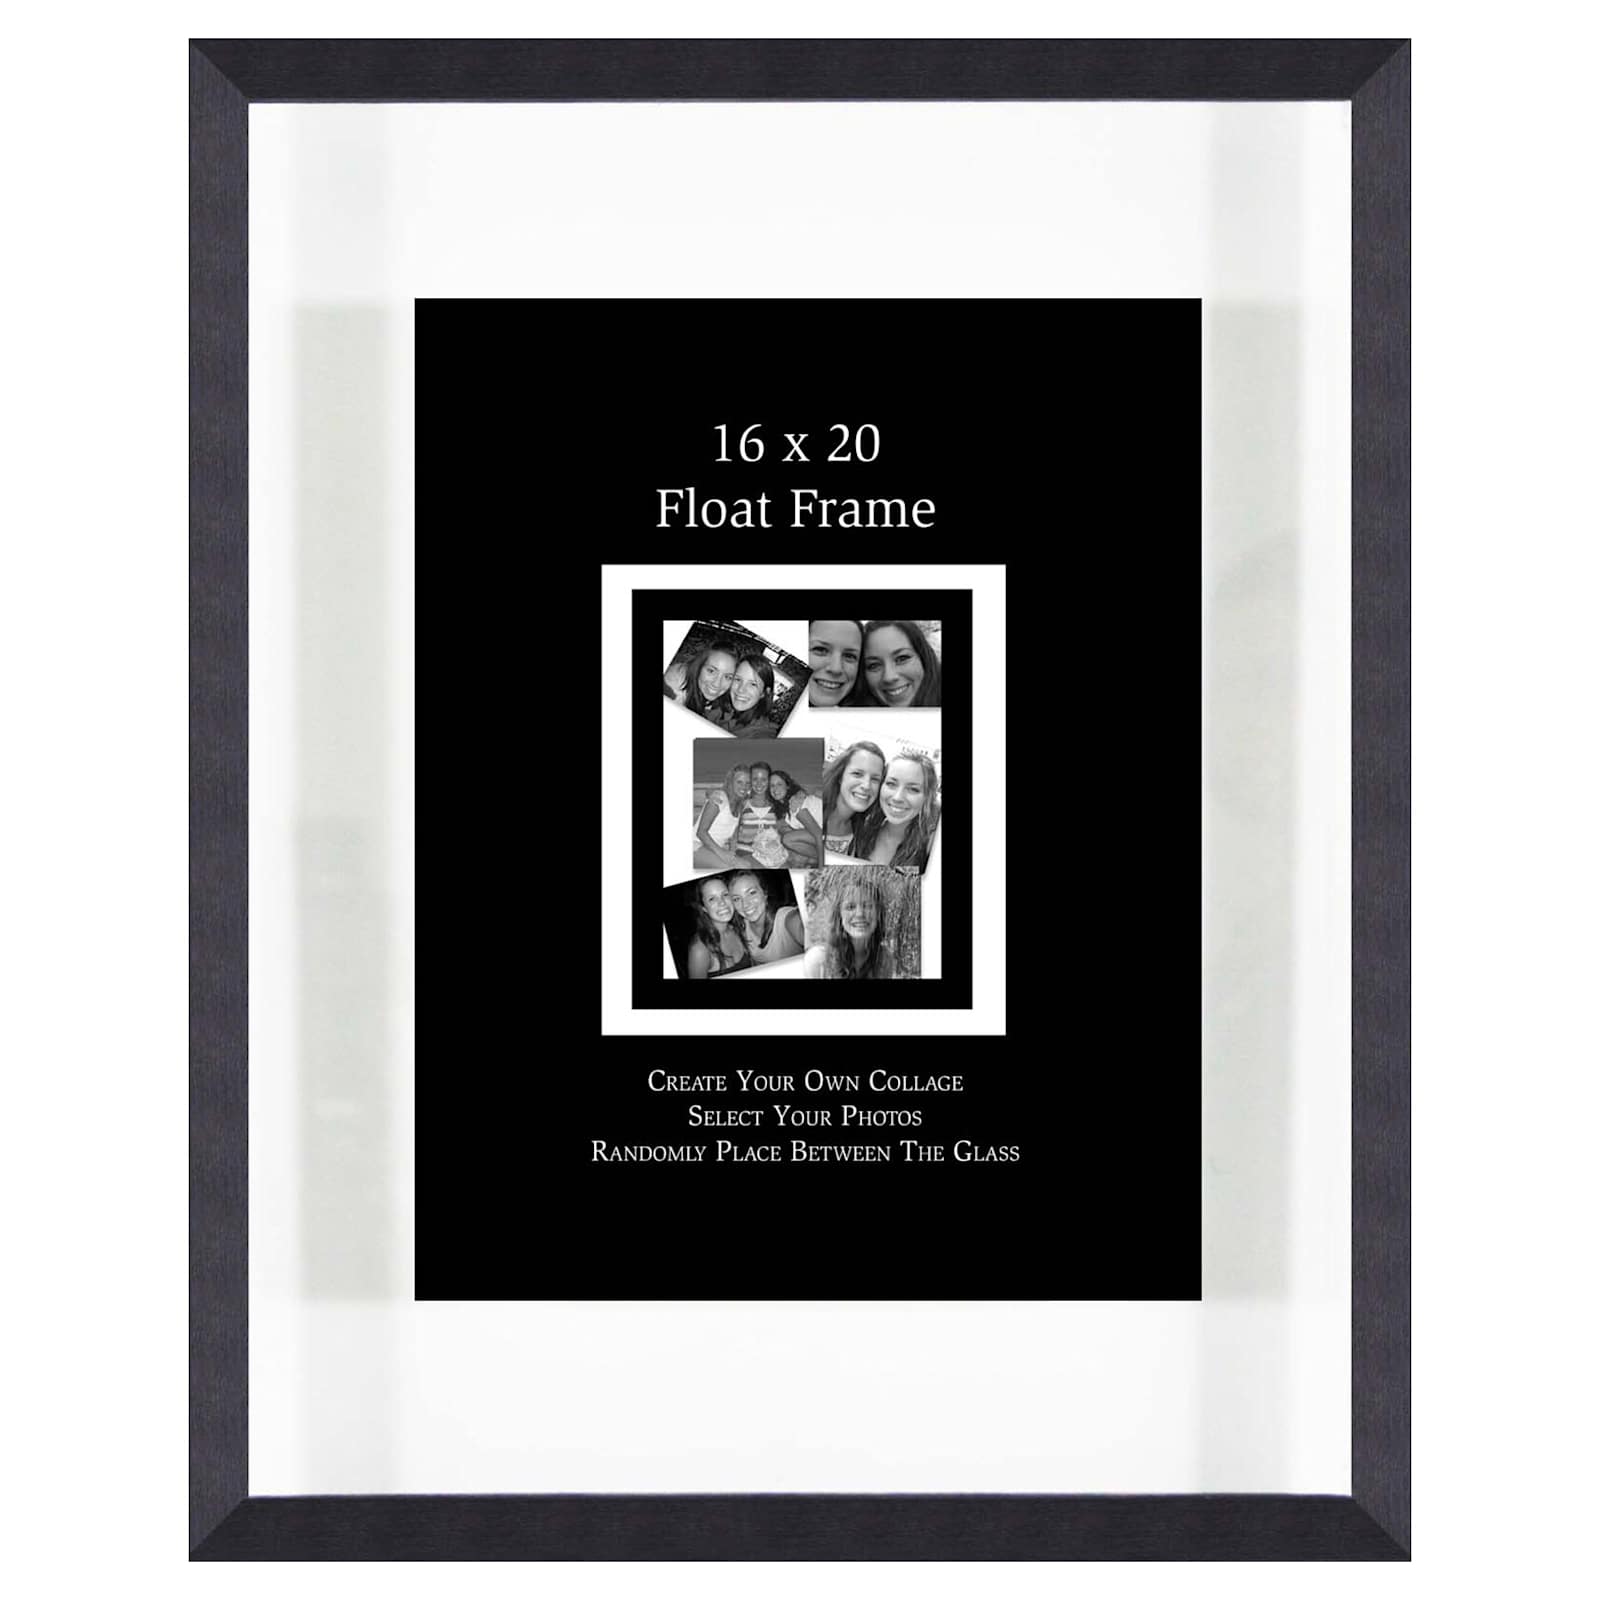 16 x 20
Float Frame
Create Your Own Collage
Select Your Photos
Randomly Place Between The Glass